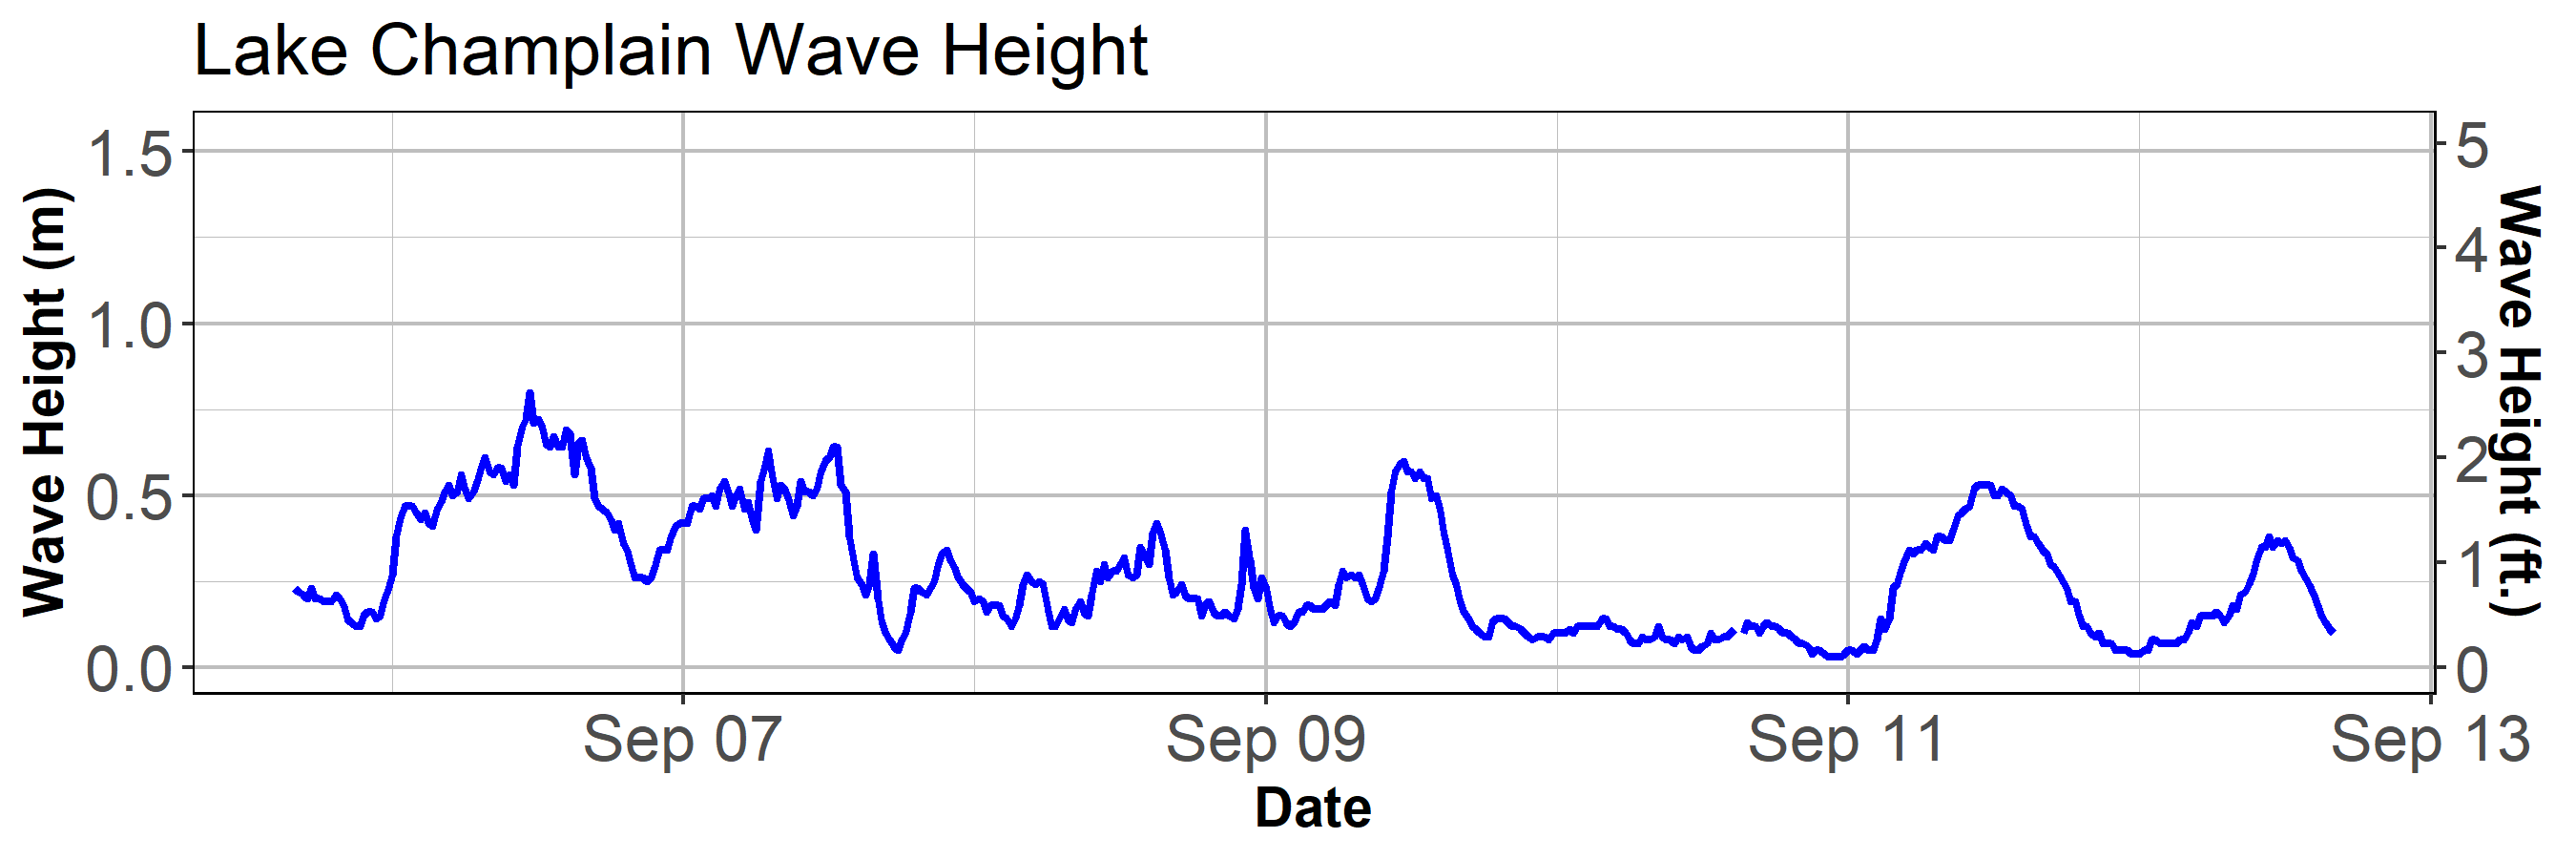 Lake Champlain Wave Height
Wave Height (m)
1.5
1.0
0.5
0.0
5
4
3
2
1
0
Wave Height (ft.)
Sep 07
Sep 09
Sep 11
Sep 13
Date